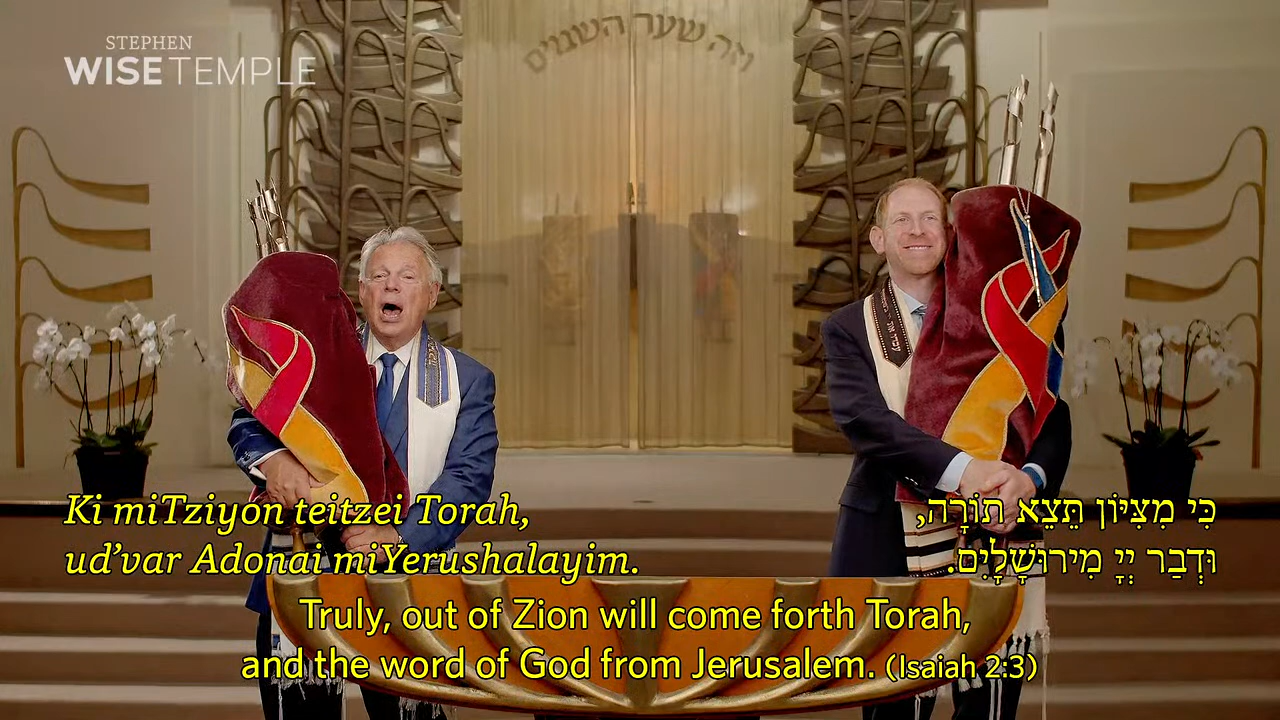 STEPHEN
WISE TEMPLE
וזה שער השמים
Ki miTziyon teitzei Torah,
ud’var Adonai miYerushalayim.
כִּי מִצִּיּוֹן תֵּצֵא תוֹרָה,
וּדְבַר יְיָ מִירוּשָׁלָיִם.
Truly, out of Zion will come forth Torah,
and the word of God from Jerusalem. (Isaiah 2:3)